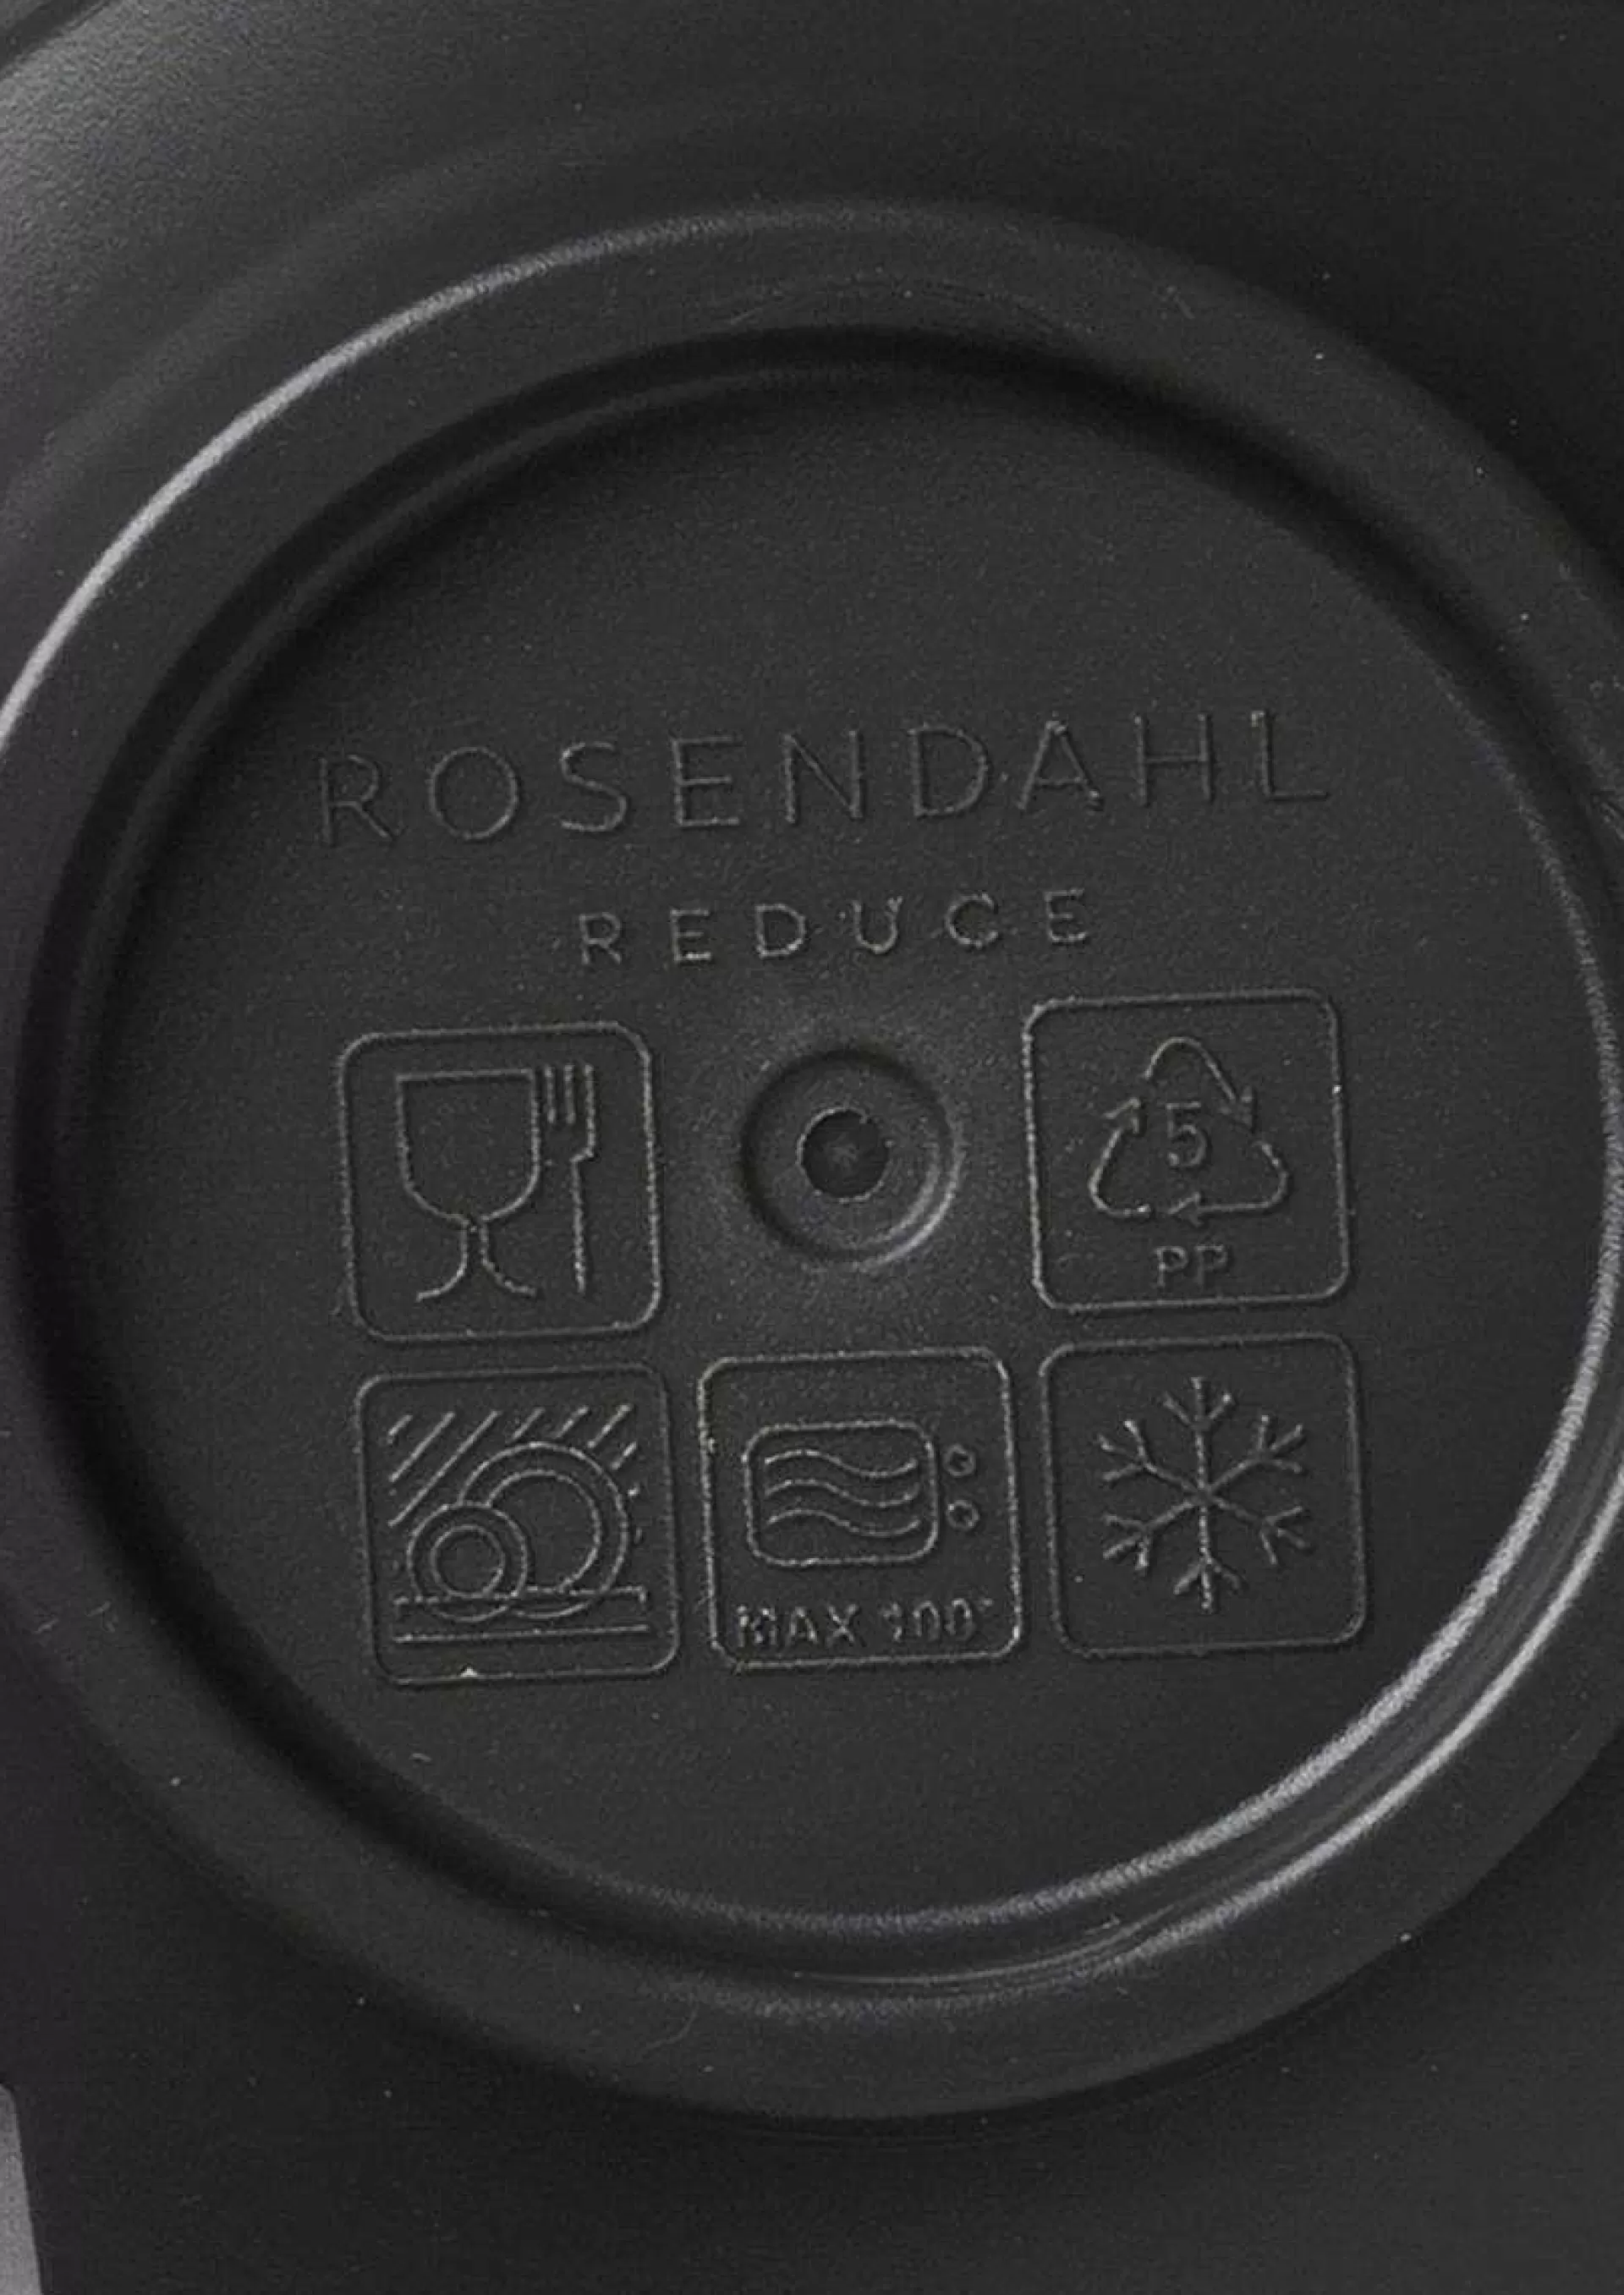 ROSENDAHL
REDUCE
5
PP
MAX 100°